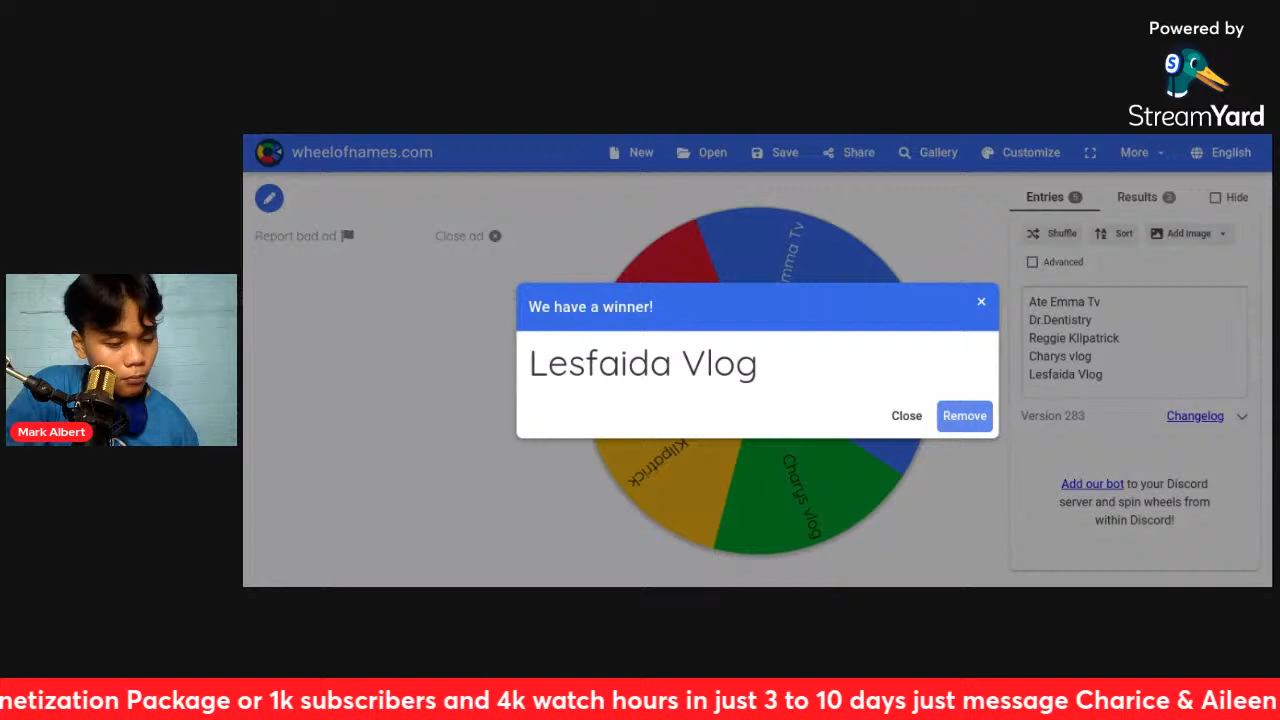 Powered by
S
StreamYard
wheelofnames.com
New
Open
Save
Share
Gallery
Customize
More
English
Report bad ad
Close ad
Entries 5
Results 2
Hide
Shuffle
Sort
Add image
Advanced
Emma Tv
We have a winner!
×
Lesfaida Vlog
Close
Remove
Ate Emma Tv
Dr.Dentistry
Reggie KIlpatrick
Charys vlog
Lesfaida Vlog
Version 283
Changelog
KIlpatrick
Charys vlog
Add our bot to your Discord
server and spin wheels from
within Discord!
Mark Albert
netization Package or 1k subscribers and 4k watch hours in just 3 to 10 days just message Charice & Aileen